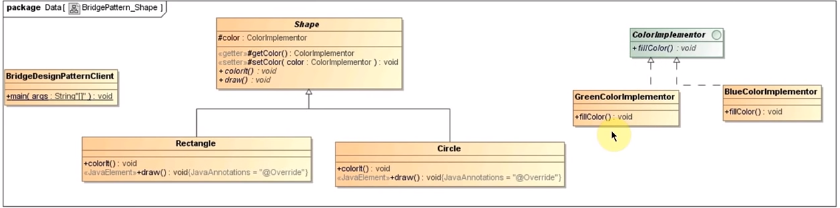 package Data[ BridgePattern_Shape ]
Shape
#color : ColorImplementor
«getter»#getColor() : ColorImplementor
«setter»#setColor( color : ColorImplementor ) : void
+colorIt() : void
+draw() : void
ColorImplementor
+fillColor() : void
BridgeDesignPatternClient
+main( args : String"[]" ) : void
GreenColorImplementor
+fillColor() : void
BlueColorImplementor
+fillColor() : void
Rectangle
+colorIt() : void
«JavaElement»+draw() : void{JavaAnnotations = "@Override"}
Circle
+colorIt() : void
«JavaElement»+draw() : void{JavaAnnotations = "@Override"}